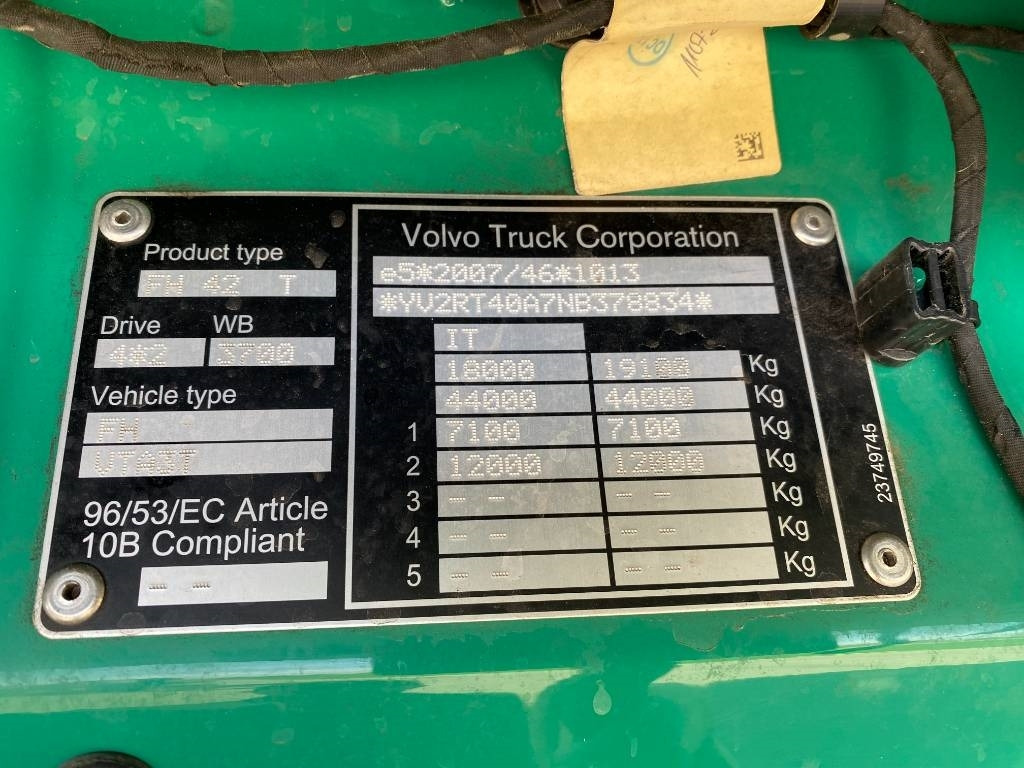 Product type
FH 42 T
Drive WB
4*2 3700
Vehicle type
FH
VTA3T
96/53/EC Article
10B Compliant
-- --
Volvo Truck Corporation
e5*2007/46*1013
*YV2RT40A7NB378834*
IT
18000 19100 Kg
44000 44000 Kg
1 7100 7100 Kg
2 12000 12000 Kg
3 -- -- -- -- Kg
4 -- -- -- -- Kg
5 -- -- -- -- Kg
23749745